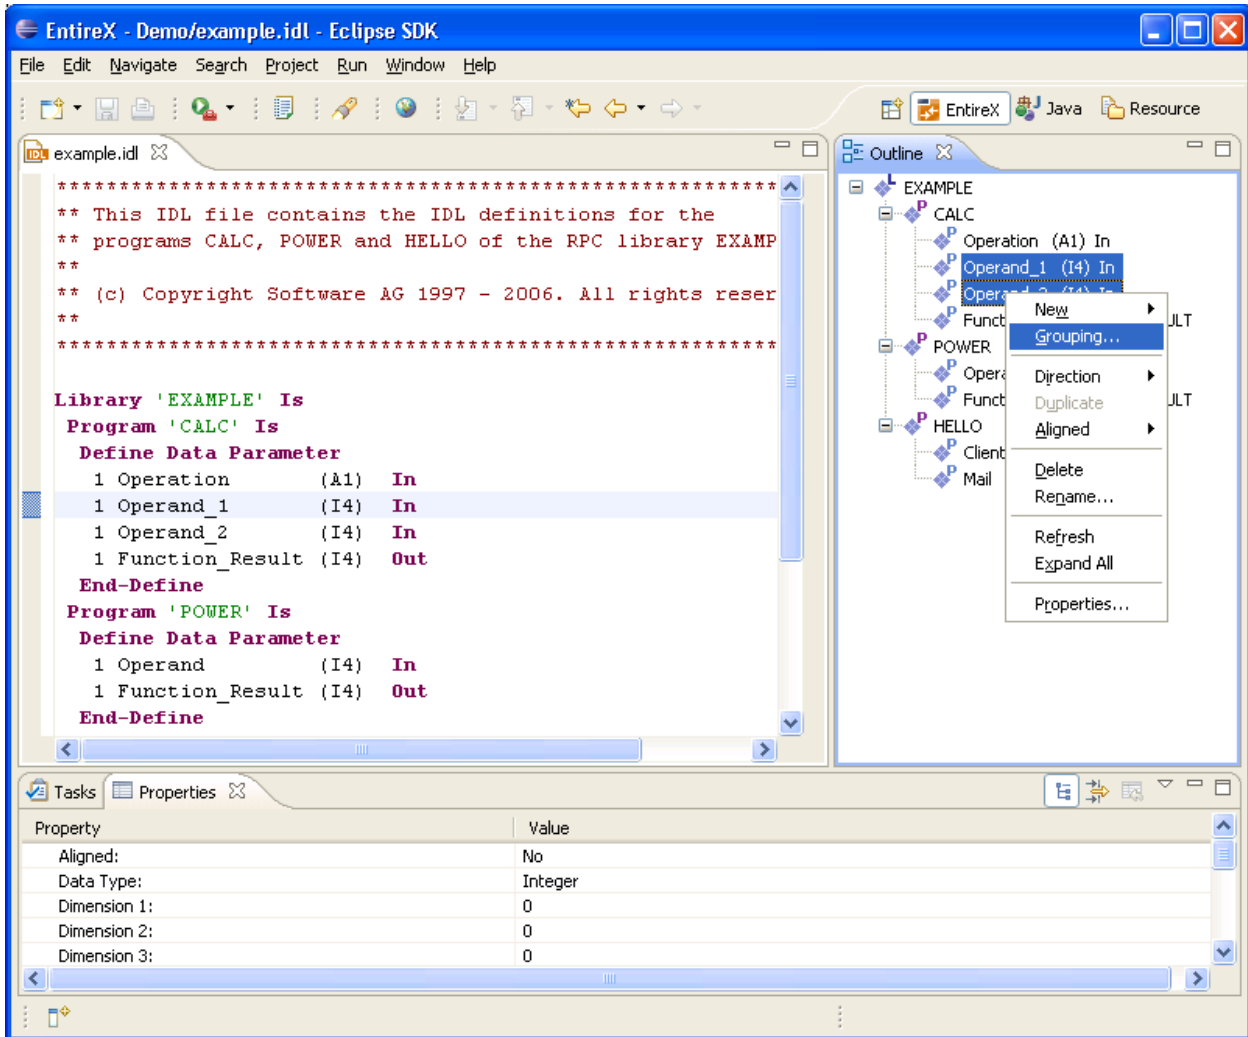 EntireX - Demo/example.idl - Eclipse SDK
File Edit Navigate Search Project Run Window Help
EntireX Java Resource
IDL example.idl
****************************************************************
** This IDL file contains the IDL definitions for the
** programs CALC, POWER and HELLO of the RPC library EXAMP
**
** (c) Copyright Software AG 1997 - 2006. All rights reser
**
****************************************************************
Library 'EXAMPLE' Is
Program 'CALC' Is
Define Data Parameter
1 Operation (A1) In
1 Operand_1 (I4) In
1 Operand_2 (I4) In
1 Function_Result (I4) Out
End-Define
Program 'POWER' Is
Define Data Parameter
1 Operand (I4) In
1 Function_Result (I4) Out
End-Define
Outline
L EXAMPLE
P CALC
P Operation (A1) In
P Operand_1 (I4) In
P Operand_2 (I4) In
P Funct ULT
P POWER
P Opera
P Funct ULT
P HELLO
P Client
P Mail
New
Grouping...
Direction
Duplicate
Aligned
Delete
Rename...
Refresh
Expand All
Properties...
Tasks Properties
Property Value
Aligned: No
Data Type: Integer
Dimension 1: 0
Dimension 2: 0
Dimension 3: 0